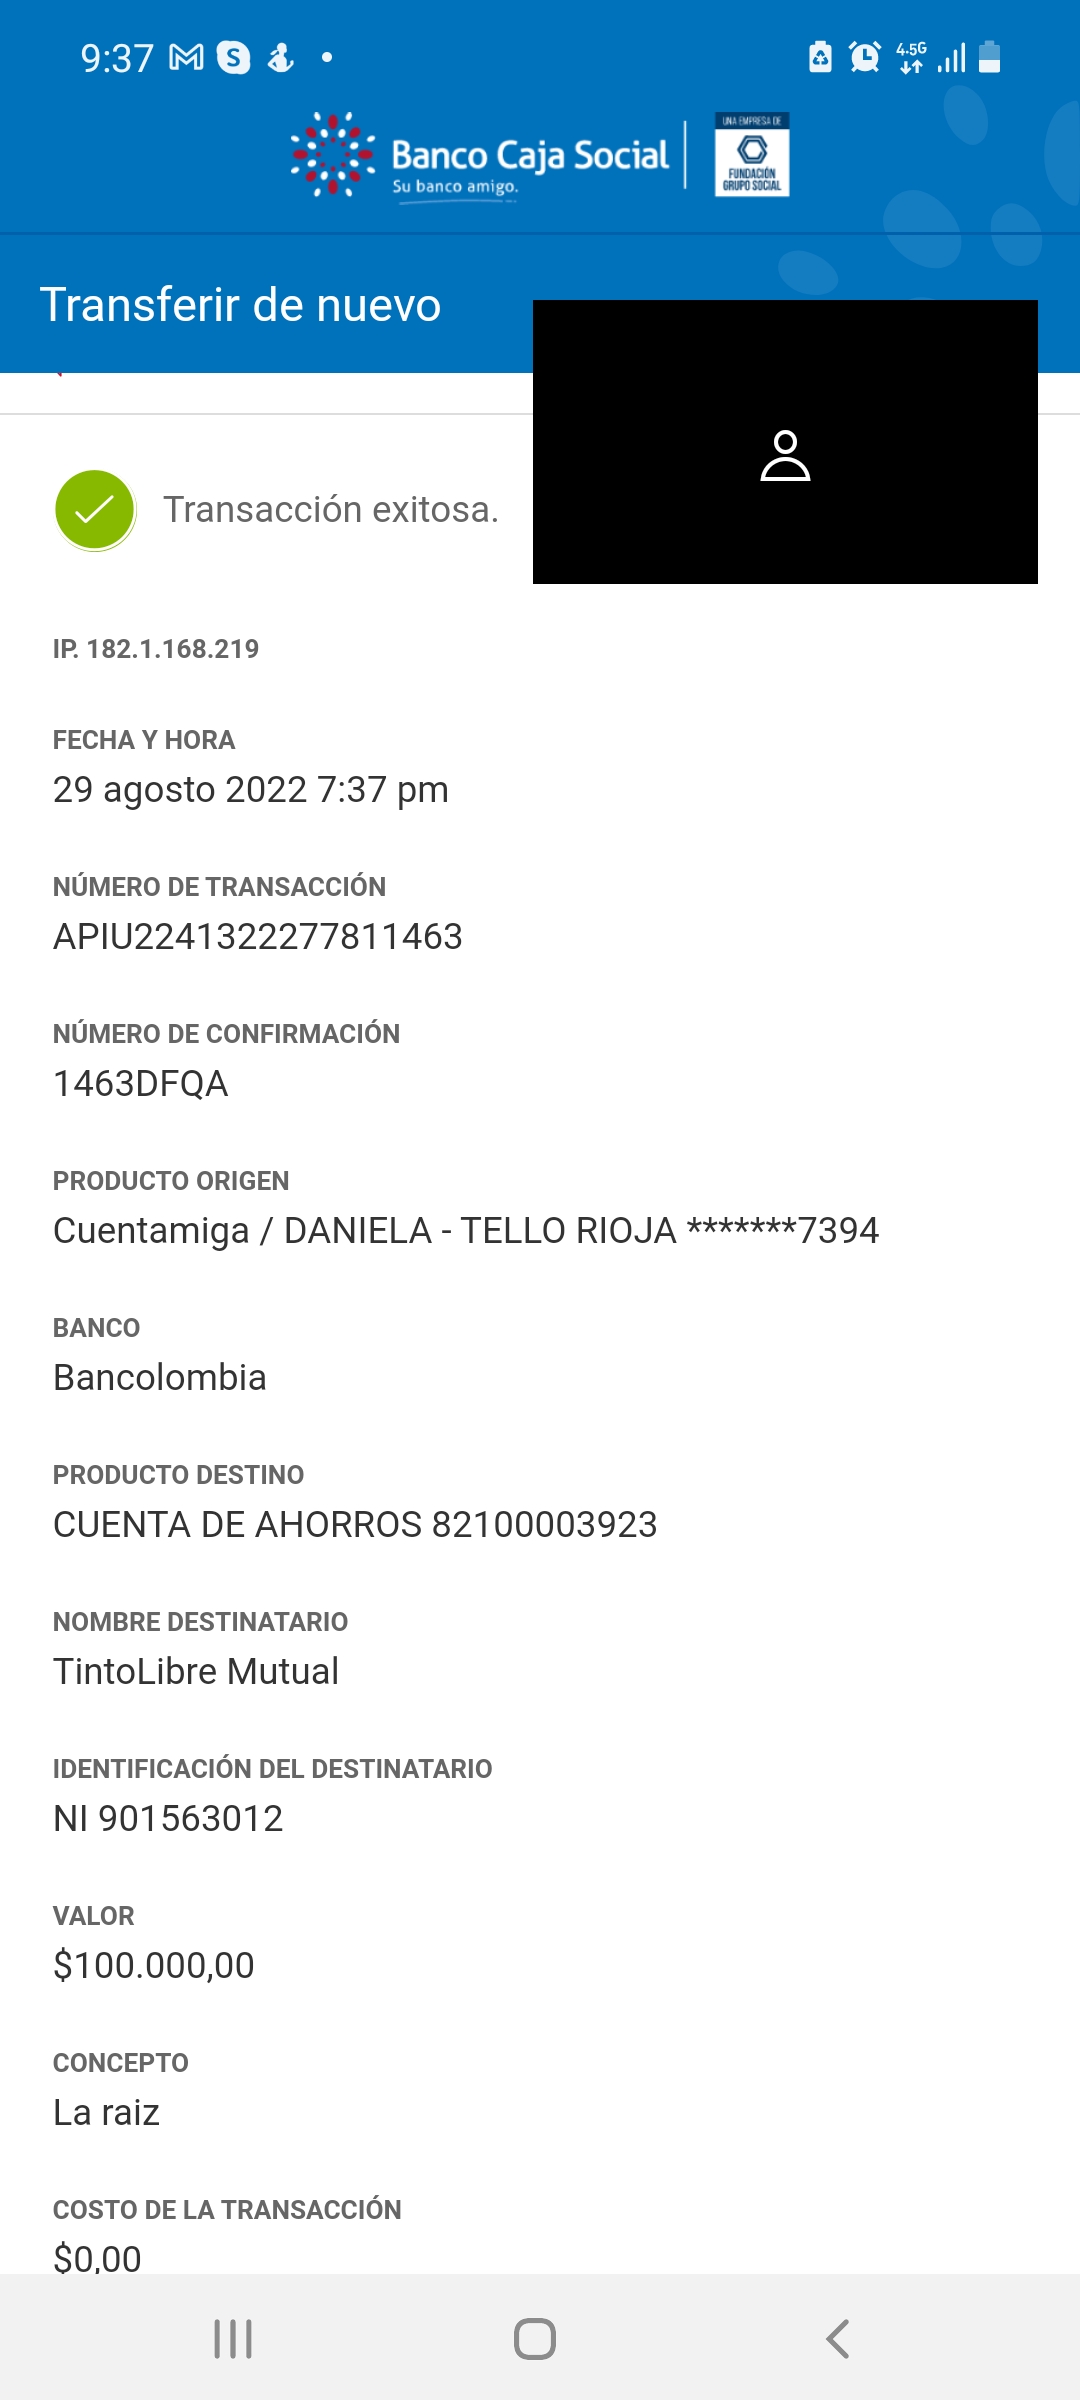 9:37
4.5G
Banco Caja Social
Su banco amigo.
UNA EMPRESA DE
FUNDACIÓN
GRUPO SOCIAL
Transferir de nuevo
Transacción exitosa.
IP. 182.1.168.219
FECHA Y HORA
29 agosto 2022 7:37 pm
NÚMERO DE TRANSACCIÓN
APIU2241322277811463
NÚMERO DE CONFIRMACIÓN
1463DFQA
PRODUCTO ORIGEN
Cuentamiga / DANIELA - TELLO RIOJA *******7394
BANCO
Bancolombia
PRODUCTO DESTINO
CUENTA DE AHORROS 82100003923
NOMBRE DESTINATARIO
TintoLibre Mutual
IDENTIFICACIÓN DEL DESTINATARIO
NI 901563012
VALOR
$100.000,00
CONCEPTO
La raiz
COSTO DE LA TRANSACCIÓN
$0,00